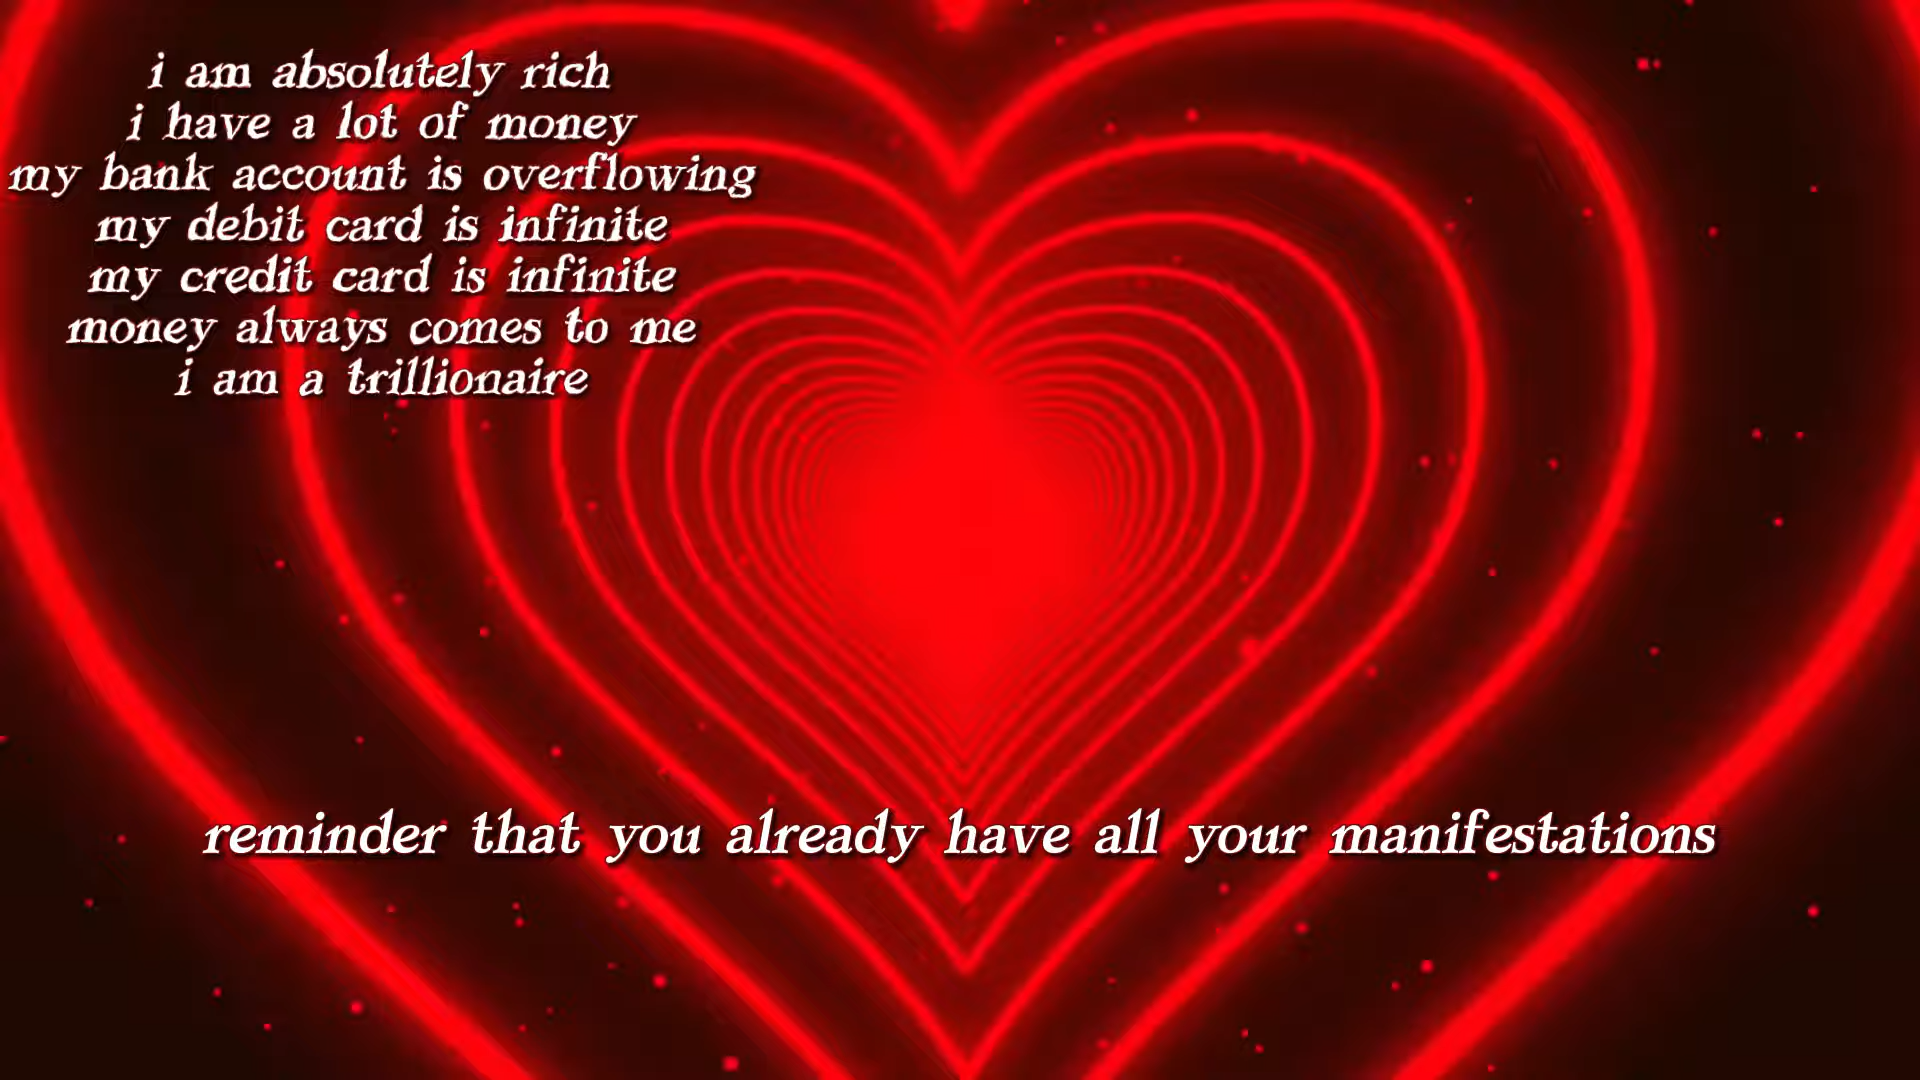 i am absolutely rich
i have a lot of money
my bank account is overflowing
my debit card is infinite
my credit card is infinite
money always comes to me
i am a trillionaire
reminder that you already have all your manifestations